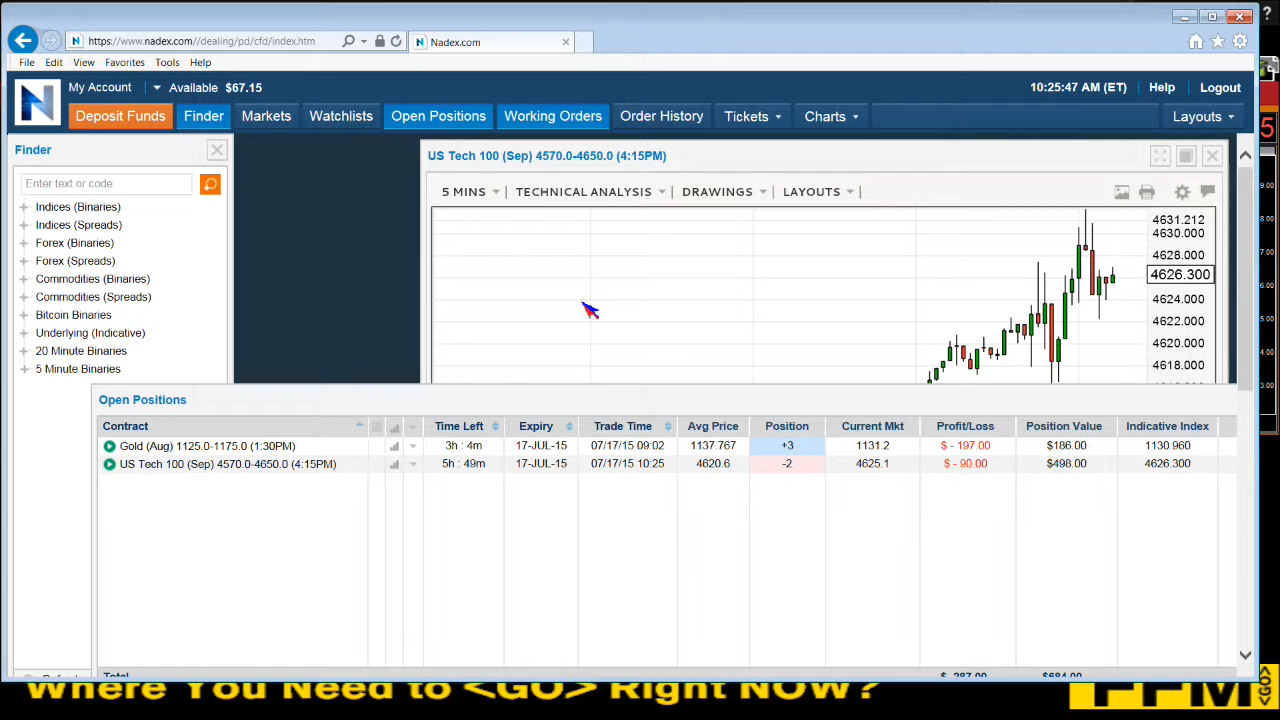 https://www.nadex.com//dealing/pd/cfd/index.htm
Nadex.com
File Edit View Favorites Tools Help
My Account Available $67.15 10:25:47 AM (ET) Help Logout
Deposit Funds Finder Markets Watchlists Open Positions Working Orders Order History Tickets Charts Layouts
Finder
Enter text or code
Indices (Binaries)
Indices (Spreads)
Forex (Binaries)
Forex (Spreads)
Commodities (Binaries)
Commodities (Spreads)
Bitcoin Binaries
Underlying (Indicative)
20 Minute Binaries
5 Minute Binaries
US Tech 100 (Sep) 4570.0-4650.0 (4:15PM)
5 MINS | TECHNICAL ANALYSIS | DRAWINGS | LAYOUTS |
4631.212
4630.000
4628.000
4626.300
4624.000
4622.000
4620.000
4618.000
Open Positions
Contract Time Left Expiry Trade Time Avg Price Position Current Mkt Profit/Loss Position Value Indicative Index
Gold (Aug) 1125.0-1175.0 (1:30PM) 3h : 4m 17-JUL-15 07/17/15 09:02 1137.767 +3 1131.2 $ - 197.00 $186.00 1130.960
US Tech 100 (Sep) 4570.0-4650.0 (4:15PM) 5h : 49m 17-JUL-15 07/17/15 10:25 4620.6 -2 4625.1 $ - 90.00 $498.00 4626.300
Total $ - 287.00 $684.00
Where You Need to <GO> Right NOW?
FFM
<GO>